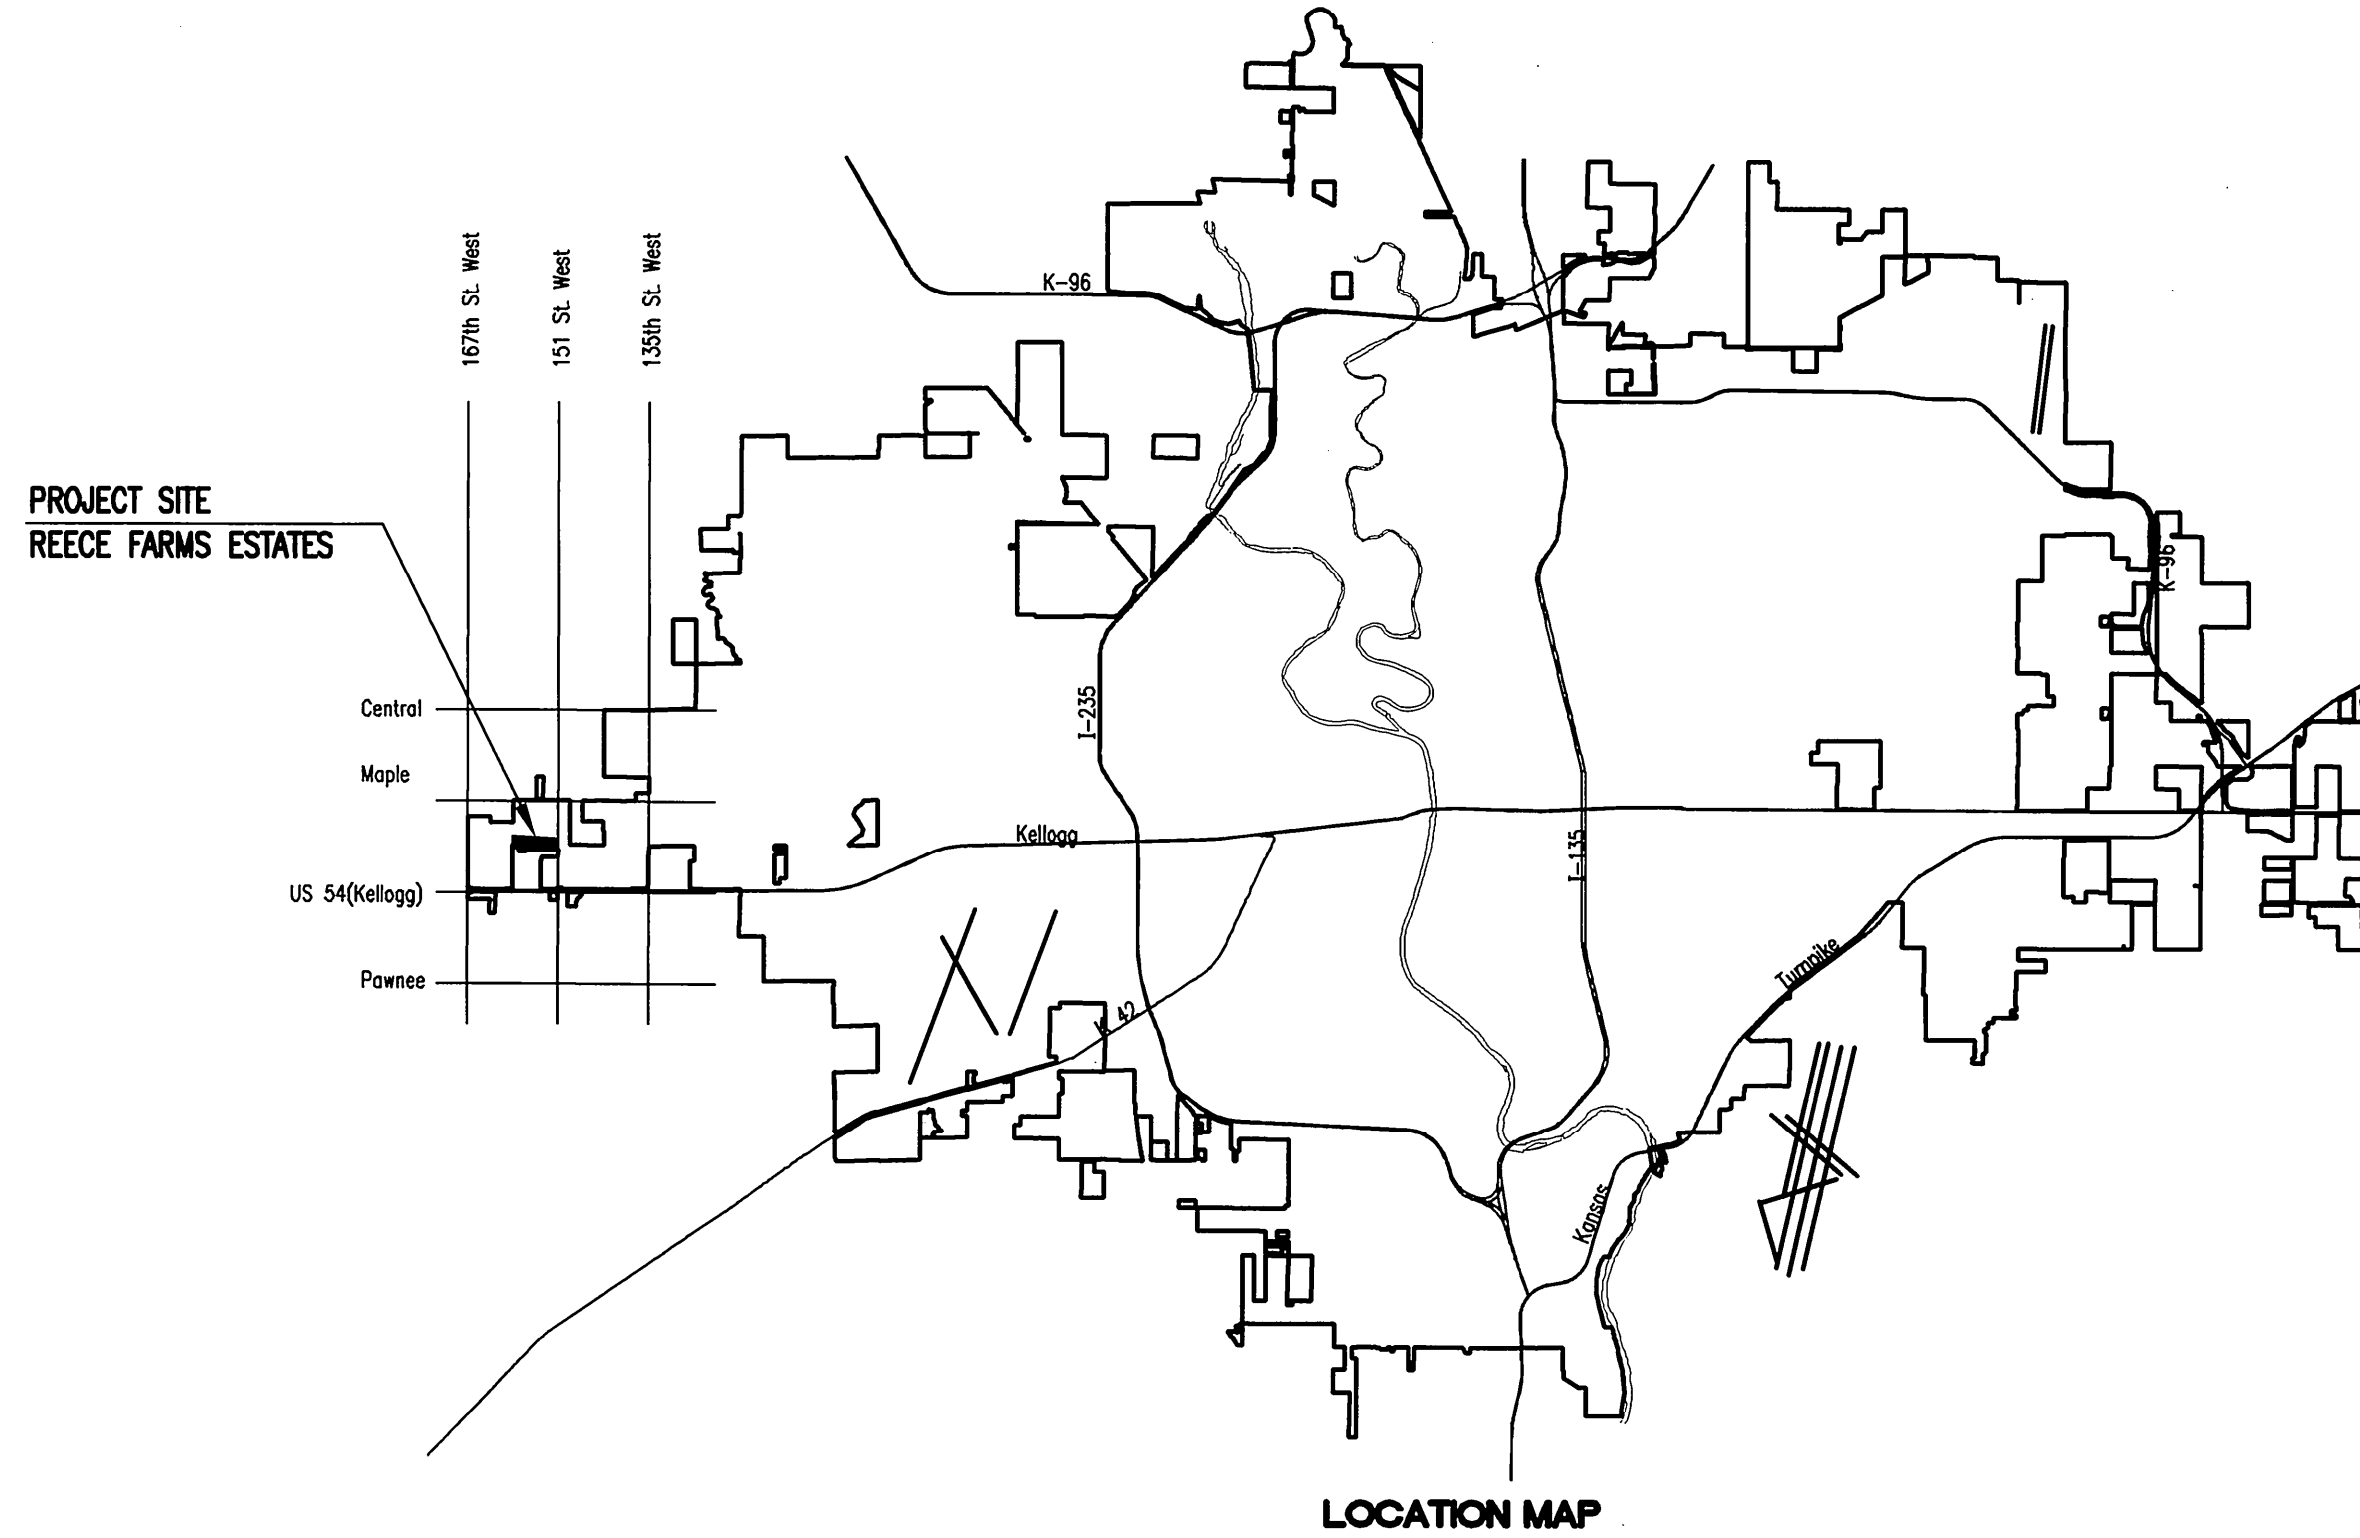 167th St. West
151 St. West
135th St. West
K-96
PROJECT SITE
REECE FARMS ESTATES
K-96
Central
I-235
Maple
Kellogg
I-135
US 54(Kellogg)
Pawnee
Turnpike
K 42
Kansas
LOCATION MAP